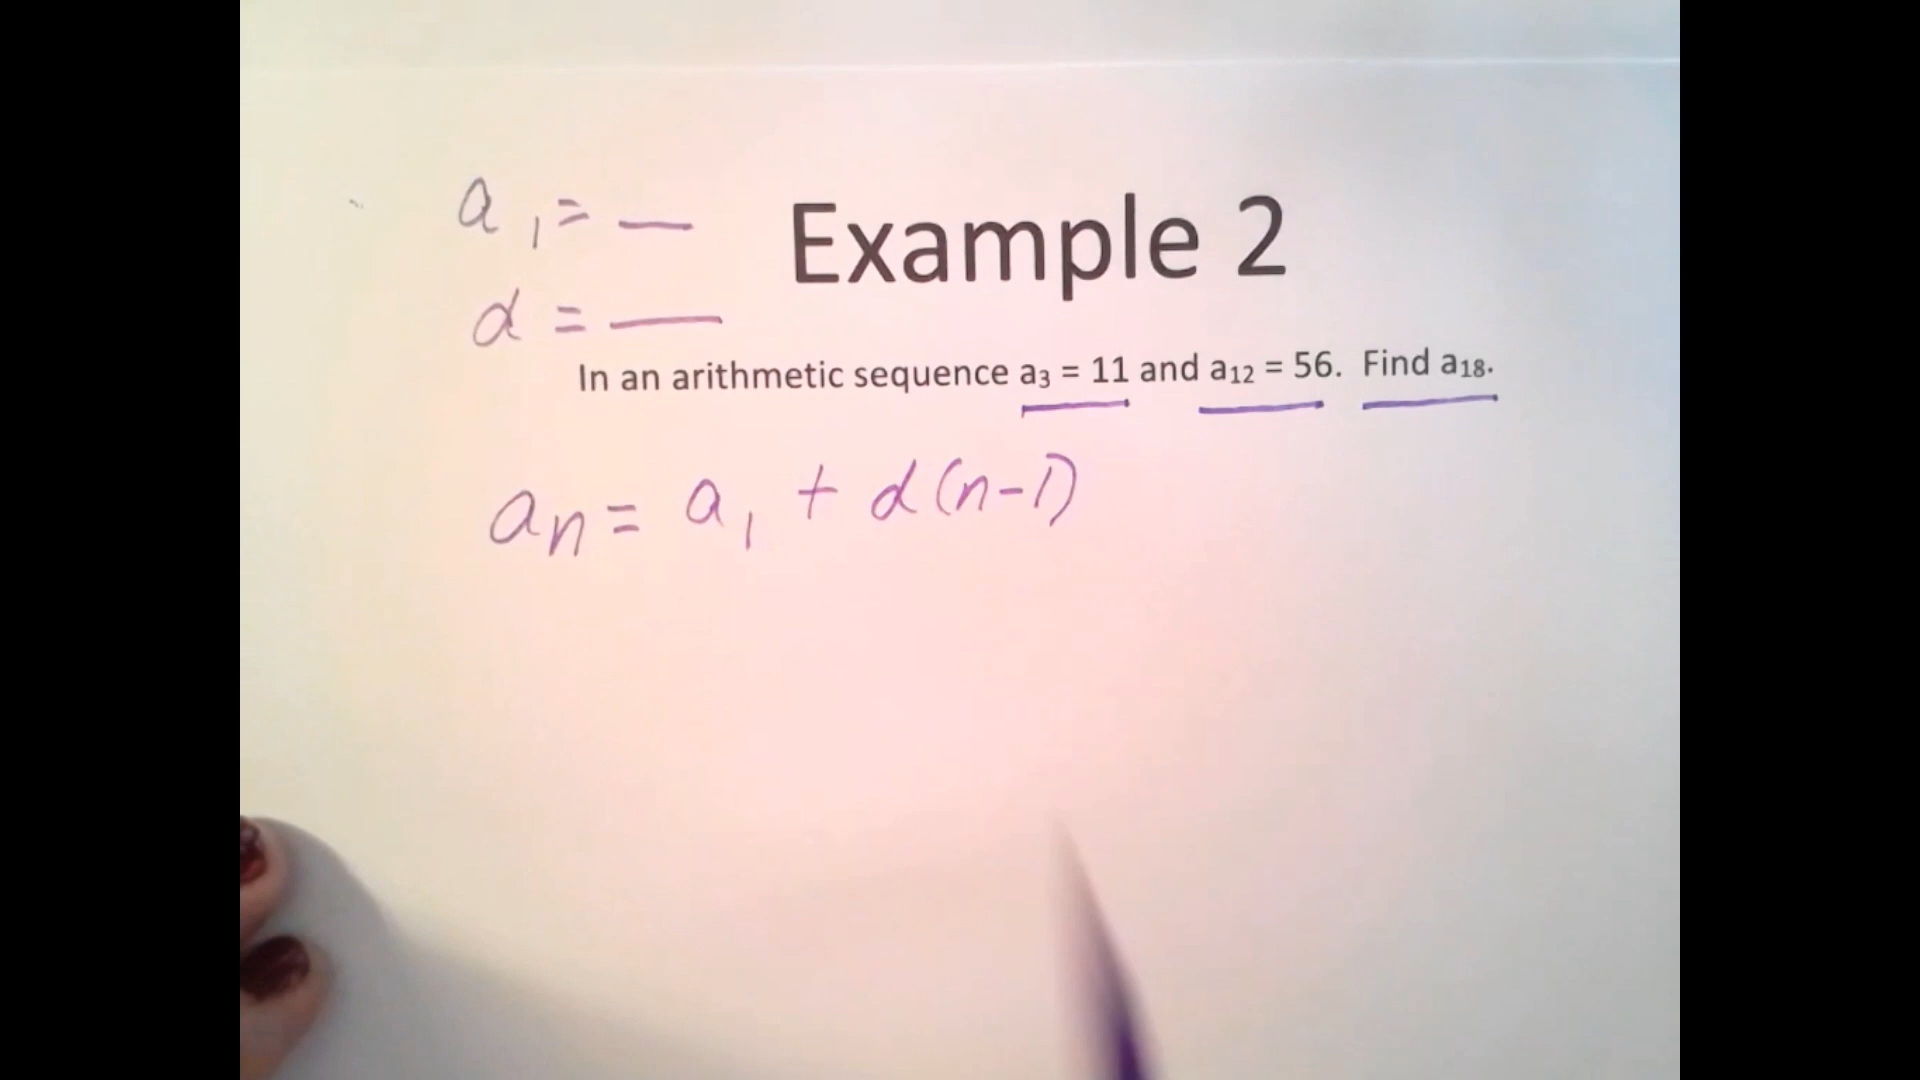 a₁ = __
Example 2
d = __
In an arithmetic sequence a₃ = 11 and a₁₂ = 56. Find a₁₈.
aₙ = a₁ + d(n-1)